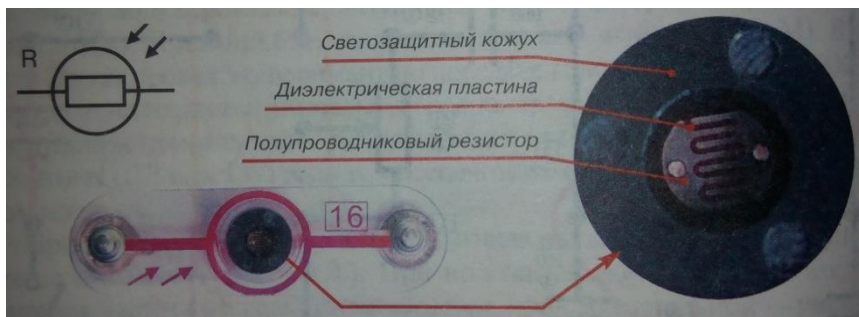 R
Светозащитный кожух
Диэлектрическая пластина
Полупроводниковый резистор
16